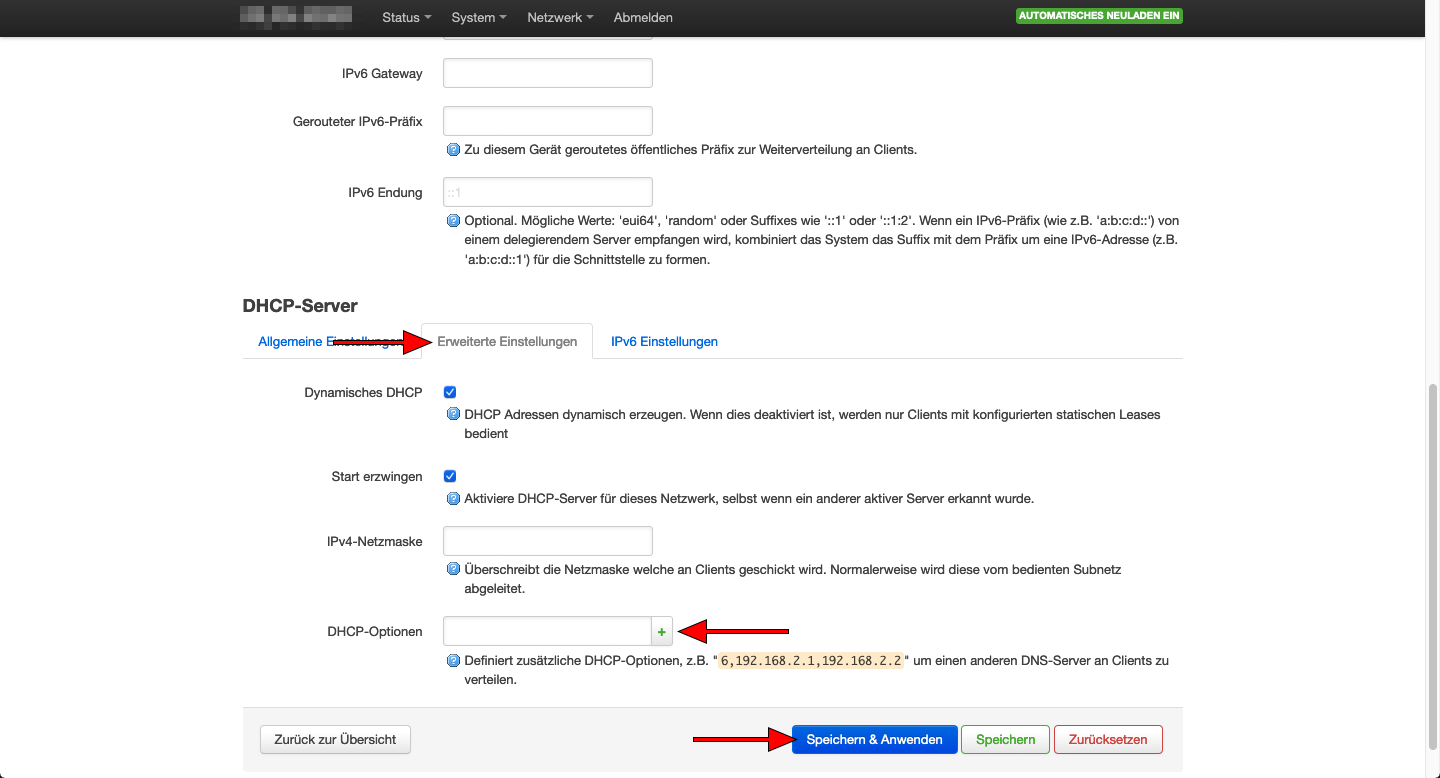 Status System Netzwerk Abmelden AUTOMATISCHES NEULADEN EIN
IPv6 Gateway
Gerouteter IPv6-Präfix
Zu diesem Gerät geroutetes öffentliches Präfix zur Weiterverteilung an Clients.
IPv6 Endung ::1
Optional. Mögliche Werte: 'eui64', 'random' oder Suffixes wie '::1' oder '::1:2'. Wenn ein IPv6-Präfix (wie z.B. 'a:b:c:d::') von
einem delegierendem Server empfangen wird, kombiniert das System das Suffix mit dem Präfix um eine IPv6-Adresse (z.B.
'a:b:c:d::1') für die Schnittstelle zu formen.
DHCP-Server
Allgemeine Einstellungen Erweiterte Einstellungen IPv6 Einstellungen
Dynamisches DHCP
DHCP Adressen dynamisch erzeugen. Wenn dies deaktiviert ist, werden nur Clients mit konfigurierten statischen Leases
bedient
Start erzwingen
Aktiviere DHCP-Server für dieses Netzwerk, selbst wenn ein anderer aktiver Server erkannt wurde.
IPv4-Netzmaske
Überschreibt die Netzmaske welche an Clients geschickt wird. Normalerweise wird diese vom bedienten Subnetz
abgeleitet.
DHCP-Optionen +
Definiert zusätzliche DHCP-Optionen, z.B. "6,192.168.2.1,192.168.2.2" um einen anderen DNS-Server an Clients zu
verteilen.
Zurück zur Übersicht Speichern & Anwenden Speichern Zurücksetzen